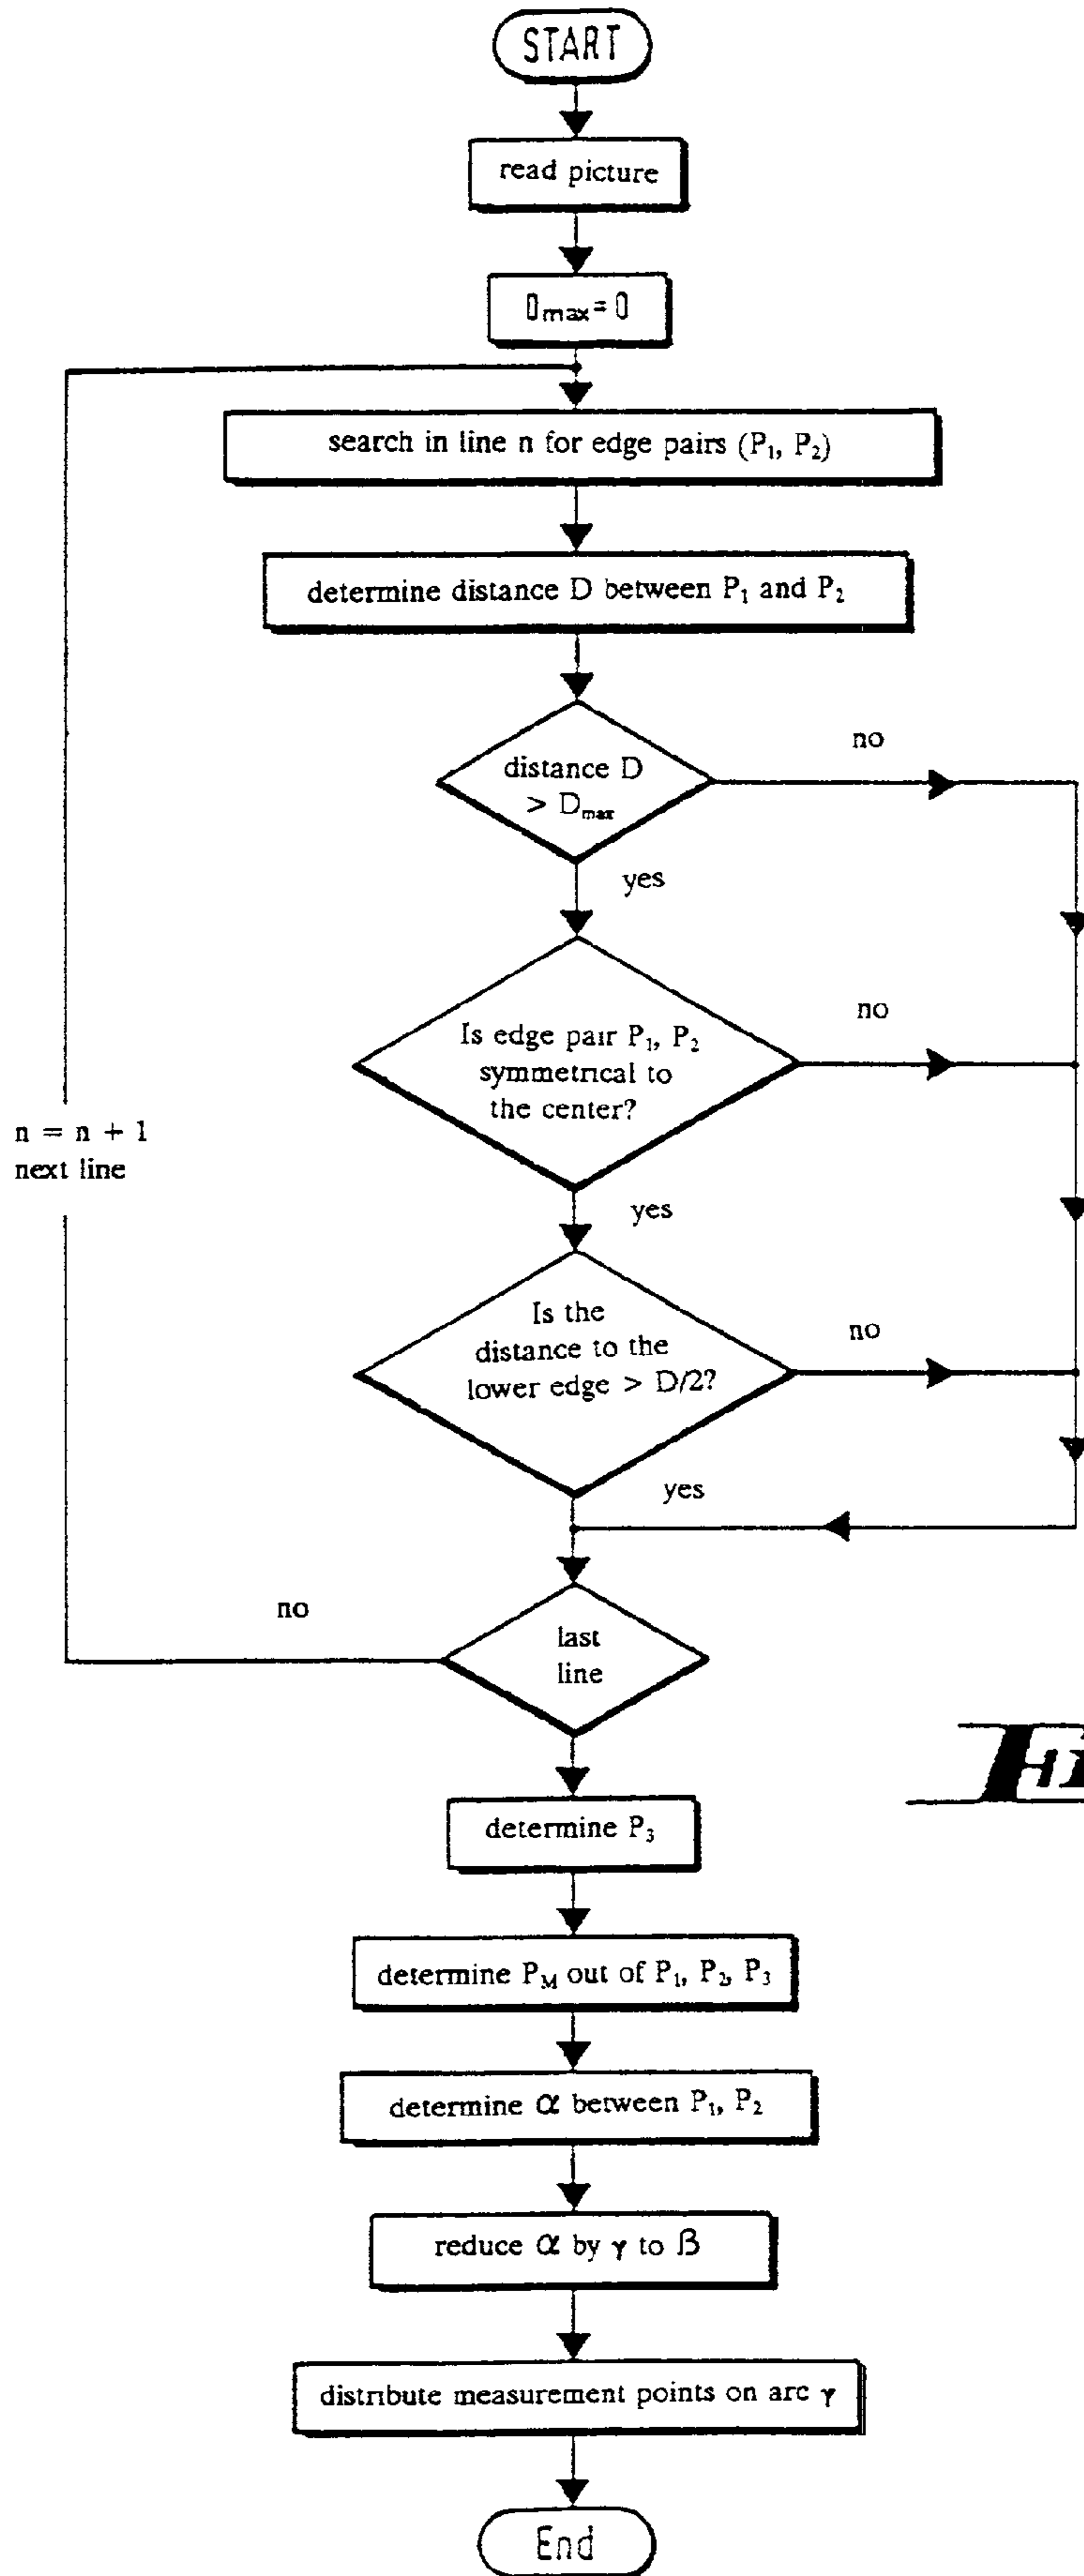 START
read picture
Dmax = 0
search in line n for edge pairs (P₁, P₂)
determine distance D between P₁ and P₂
distance D
> Dmax
no
yes
Is edge pair P₁, P₂
symmetrical to
the center?
no
yes
n = n + 1
next line
Is the
distance to the
lower edge > D/2?
no
yes
last
line
no
determine P₃
determine P_M out of P₁, P₂, P₃
determine α between P₁, P₂
reduce α by γ to β
distribute measurement points on arc γ
End